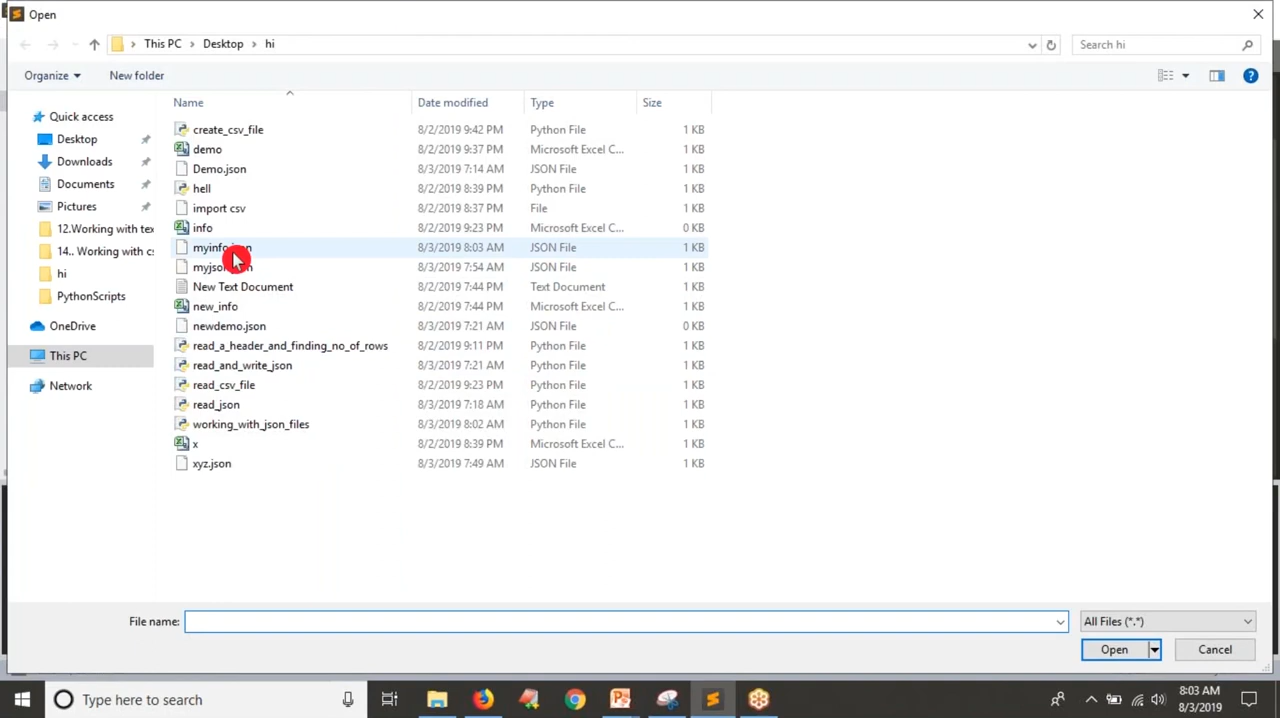 Open
This PC > Desktop > hi
Search hi
Organize
New folder
Name Date modified Type Size
Quick access
Desktop
Downloads
Documents
Pictures
12.Working with tex
14.. Working with cs
hi
PythonScripts
OneDrive
This PC
Network
create_csv_file 8/2/2019 9:42 PM Python File 1 KB
demo 8/2/2019 9:37 PM Microsoft Excel C... 1 KB
Demo.json 8/3/2019 7:14 AM JSON File 1 KB
hell 8/2/2019 8:39 PM Python File 1 KB
import csv 8/2/2019 8:37 PM File 1 KB
info 8/2/2019 9:23 PM Microsoft Excel C... 0 KB
myinfo.json 8/3/2019 8:03 AM JSON File 1 KB
8/3/2019 7:54 AM JSON File 1 KB
New Text Document 8/2/2019 7:44 PM Text Document 1 KB
new_info 8/2/2019 7:44 PM Microsoft Excel C... 1 KB
newdemo.json 8/3/2019 7:21 AM JSON File 0 KB
read_a_header_and_finding_no_of_rows 8/2/2019 9:11 PM Python File 1 KB
read_and_write_json 8/3/2019 7:21 AM Python File 1 KB
read_csv_file 8/2/2019 9:23 PM Python File 1 KB
read_json 8/3/2019 7:18 AM Python File 1 KB
working_with_json_files 8/3/2019 8:02 AM Python File 1 KB
x 8/2/2019 8:39 PM Microsoft Excel C... 1 KB
xyz.json 8/3/2019 7:49 AM JSON File 1 KB
File name:
All Files (*.*)
Open
Cancel
Type here to search
8:03 AM
8/3/2019